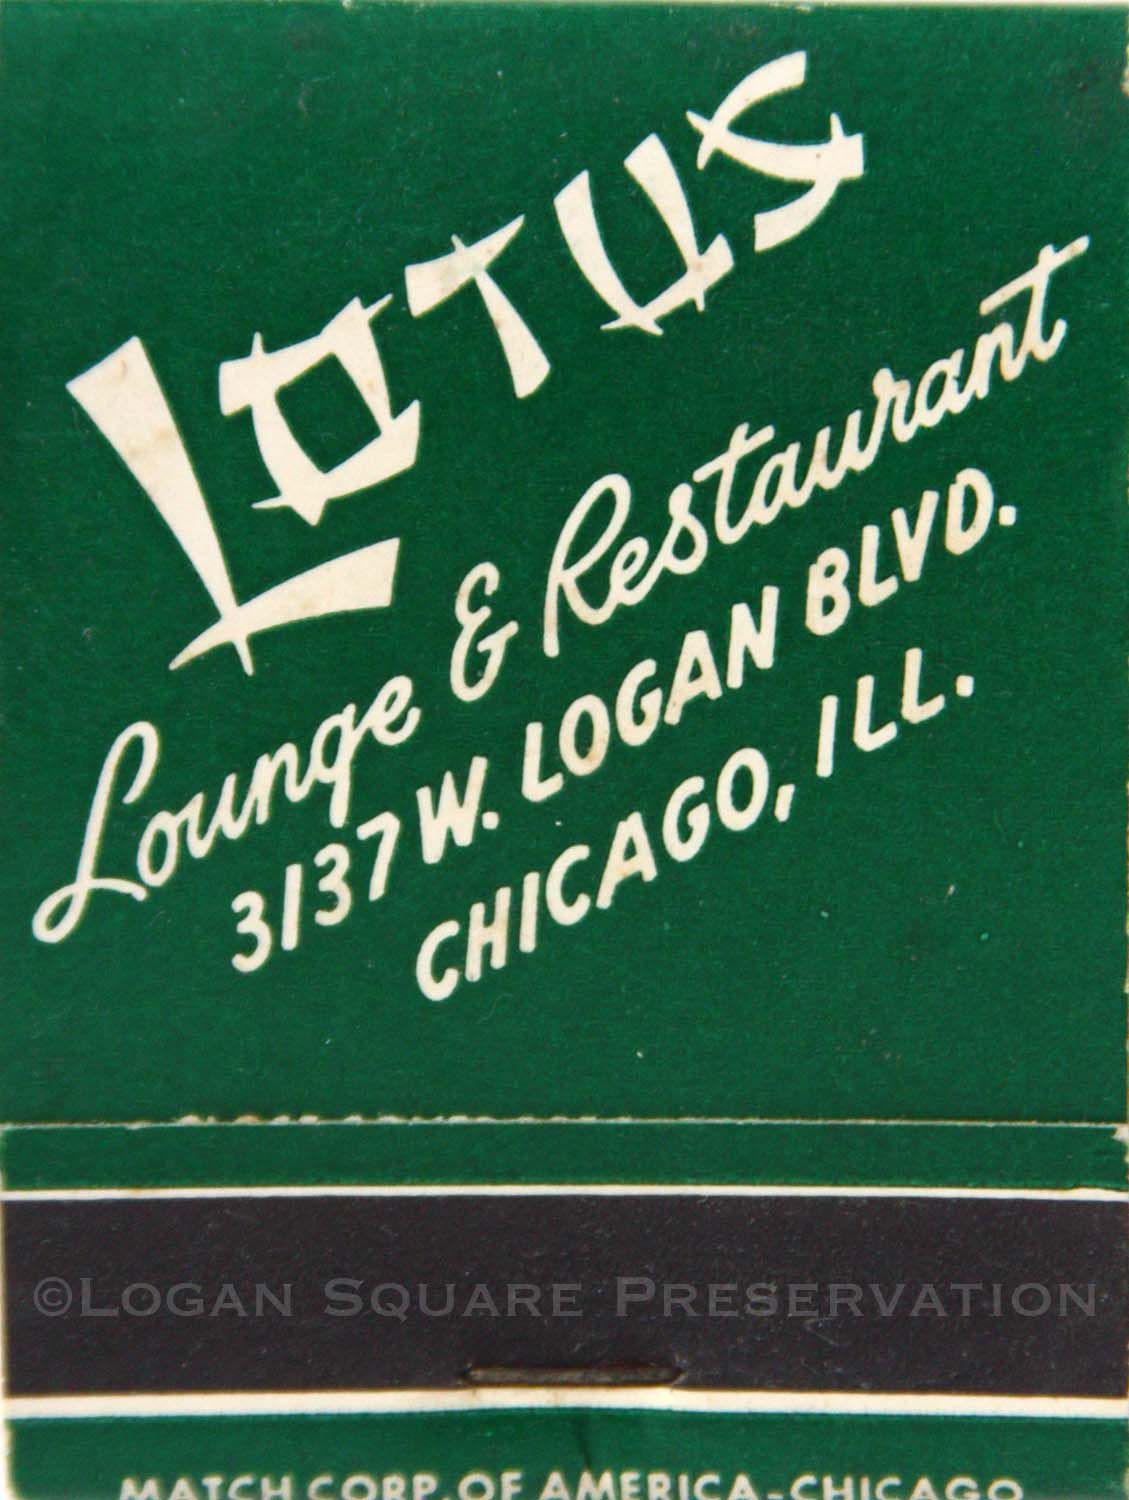 LOTUS
Lounge & Restaurant
3137 W. LOGAN BLVD.
CHICAGO, ILL.
©LOGAN SQUARE PRESERVATION
MATCH CORP. OF AMERICA-CHICAGO